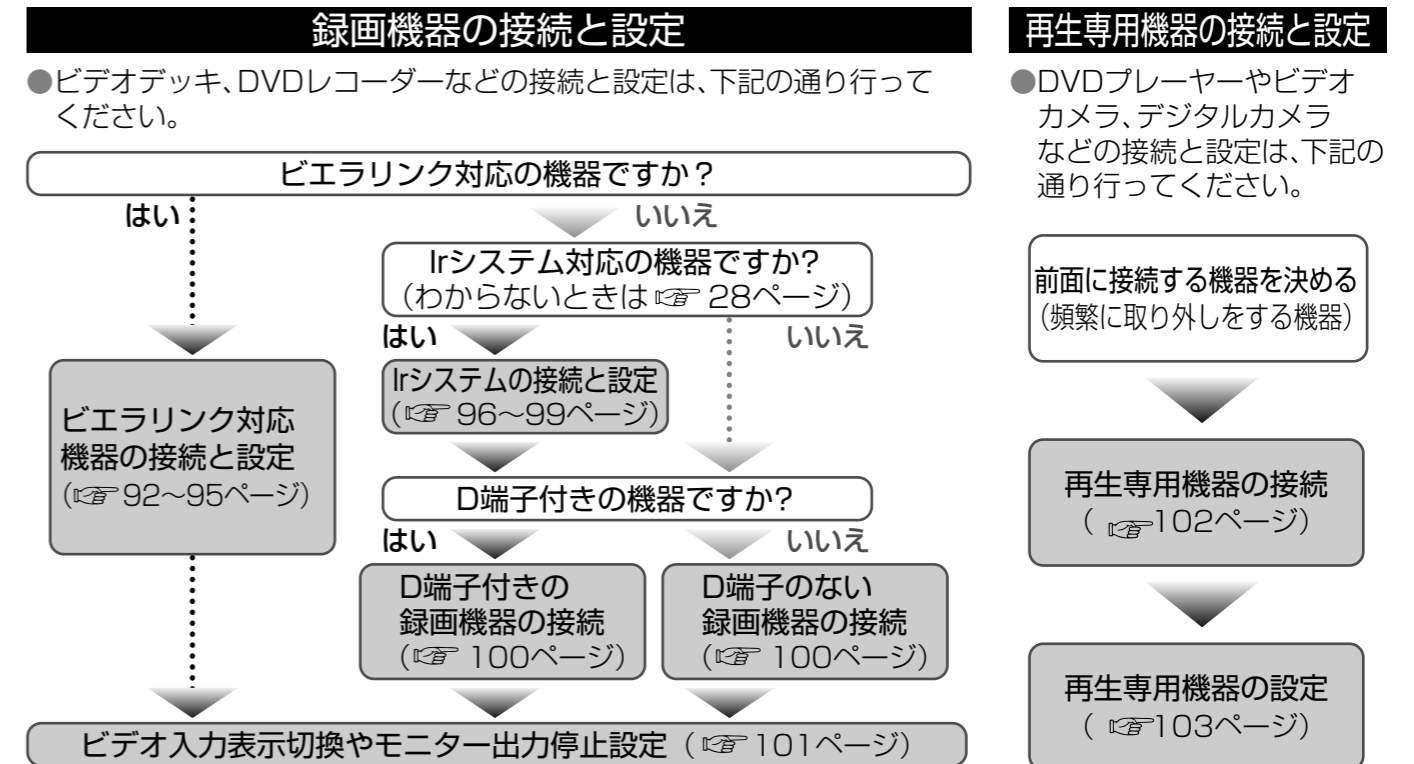 録画機器の接続と設定
●ビデオデッキ、DVDレコーダーなどの接続と設定は、下記の通り行って
ください。
ビエラリンク対応の機器ですか？
はい
いいえ
Irシステム対応の機器ですか?
（わからないときは ☞ 28ページ）
はい
いいえ
Irシステムの接続と設定
（☞ 96〜99ページ）
ビエラリンク対応
機器の接続と設定
（☞ 92〜95ページ）
D端子付きの機器ですか?
はい
いいえ
D端子付きの
録画機器の接続
（☞ 100ページ）
D端子のない
録画機器の接続
（☞ 100ページ）
ビデオ入力表示切換やモニター出力停止設定（☞ 101ページ）
再生専用機器の接続と設定
●DVDプレーヤーやビデオ
カメラ、デジタルカメラ
などの接続と設定は、下記の
通り行ってください。
前面に接続する機器を決める
（頻繁に取り外しをする機器）
再生専用機器の接続
（ ☞102ページ）
再生専用機器の設定
（ ☞103ページ）